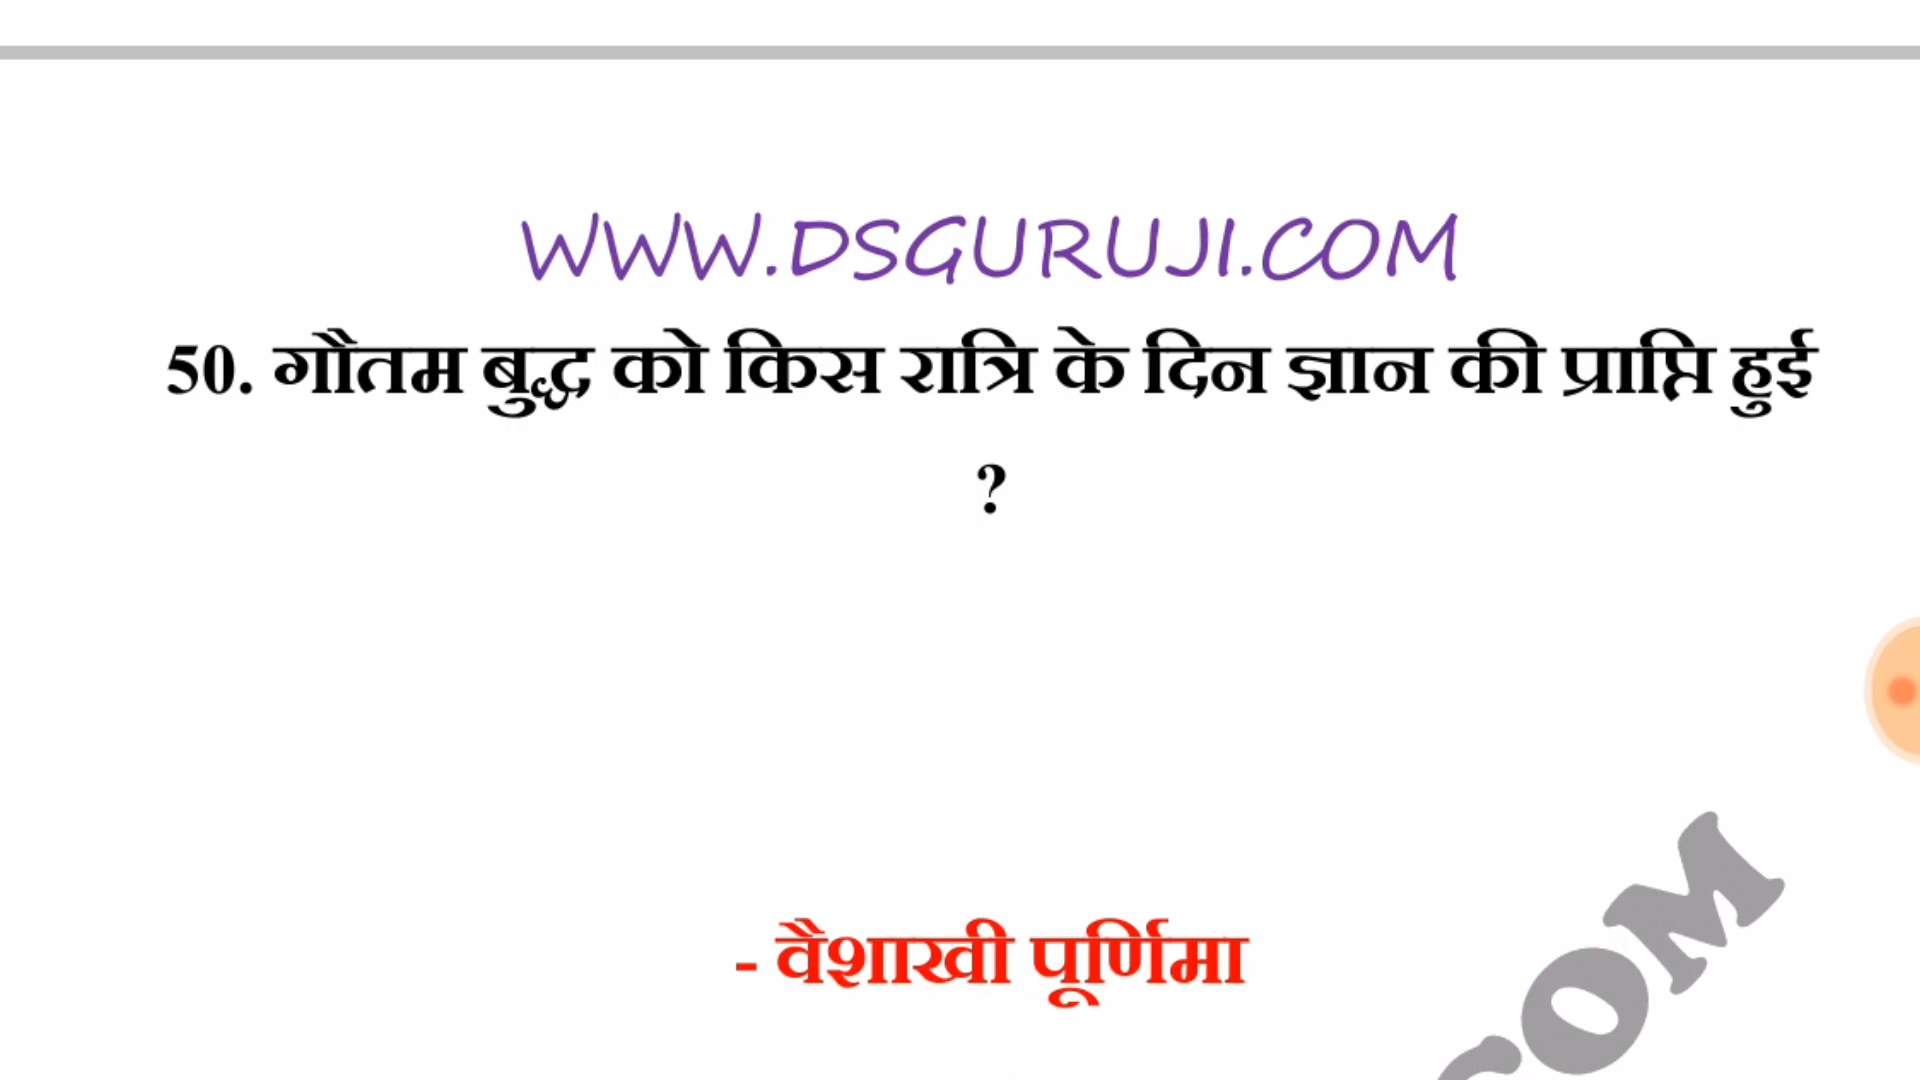 WWW.DSGURUJI.COM
50. गौतम बुद्ध को किस रात्रि के दिन ज्ञान की प्राप्ति हुई
?
- वैशाखी पूर्णिमा
COM